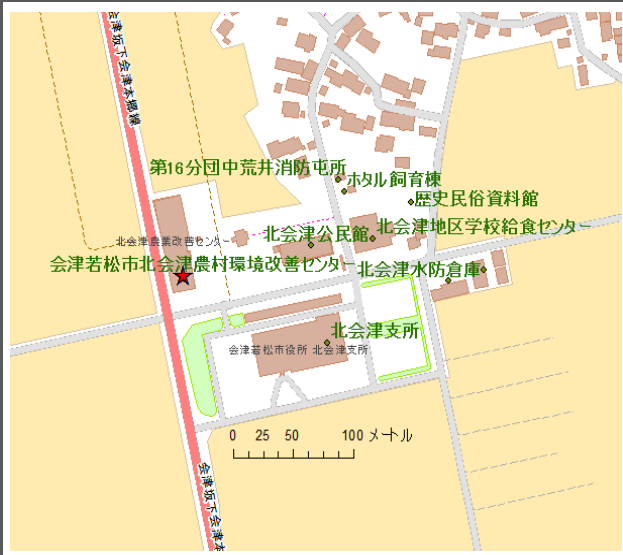 会津坂下会津本郷線
第16分団中荒井消防屯所
ホタル飼育棟
歴史民俗資料館
北会津地区学校給食センター
北会津農業改善センター
北会津公民館
会津若松市北会津農村環境改善センター
北会津水防倉庫
北会津支所
会津若松市役所 北会津支所
0 25 50 100 メートル
会津坂下会津本